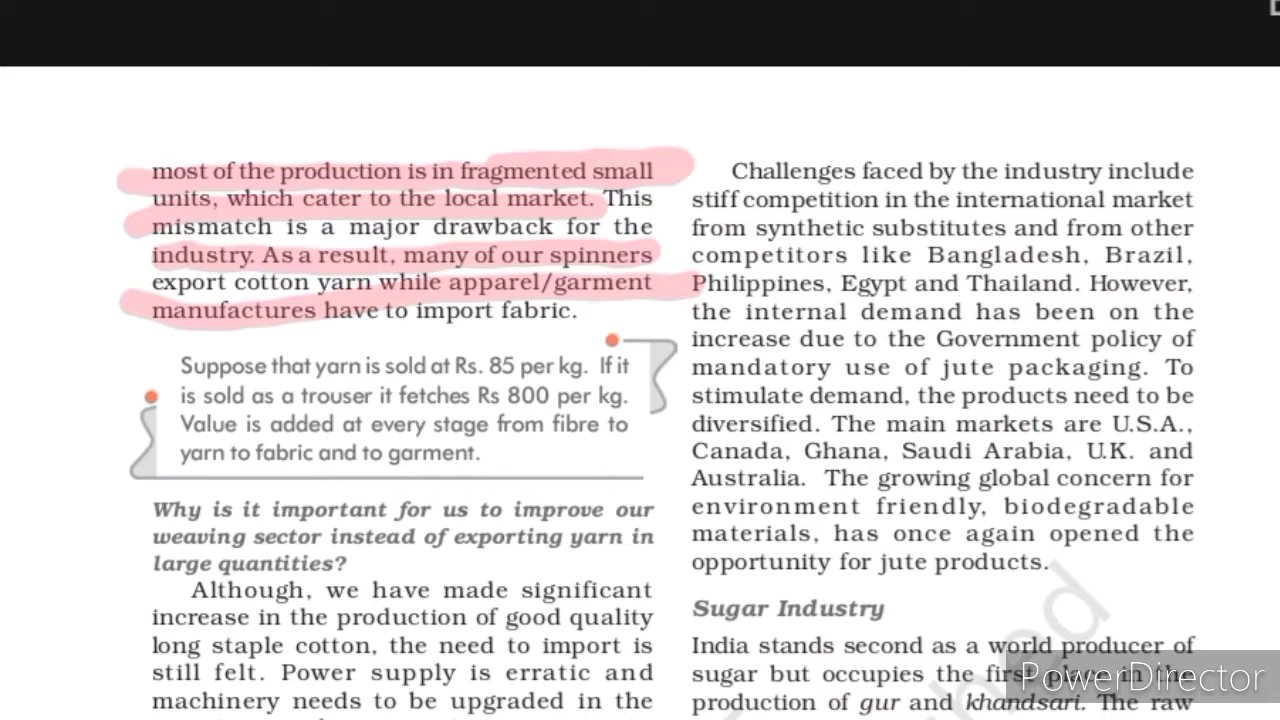 most of the production is in fragmented small
units, which cater to the local market. This
mismatch is a major drawback for the
industry. As a result, many of our spinners
export cotton yarn while apparel/garment
manufactures have to import fabric.
Suppose that yarn is sold at Rs. 85 per kg. If it
is sold as a trouser it fetches Rs 800 per kg.
Value is added at every stage from fibre to
yarn to fabric and to garment.
Why is it important for us to improve our
weaving sector instead of exporting yarn in
large quantities?
Although, we have made significant
increase in the production of good quality
long staple cotton, the need to import is
still felt. Power supply is erratic and
machinery needs to be upgraded in the
Challenges faced by the industry include
stiff competition in the international market
from synthetic substitutes and from other
competitors like Bangladesh, Brazil,
Philippines, Egypt and Thailand. However,
the internal demand has been on the
increase due to the Government policy of
mandatory use of jute packaging. To
stimulate demand, the products need to be
diversified. The main markets are U.S.A.,
Canada, Ghana, Saudi Arabia, U.K. and
Australia. The growing global concern for
environment friendly, biodegradable
materials, has once again opened the
opportunity for jute products.
Sugar Industry
India stands second as a world producer of
sugar but occupies the first place in the
production of gur and khandsari. The raw
PowerDirector